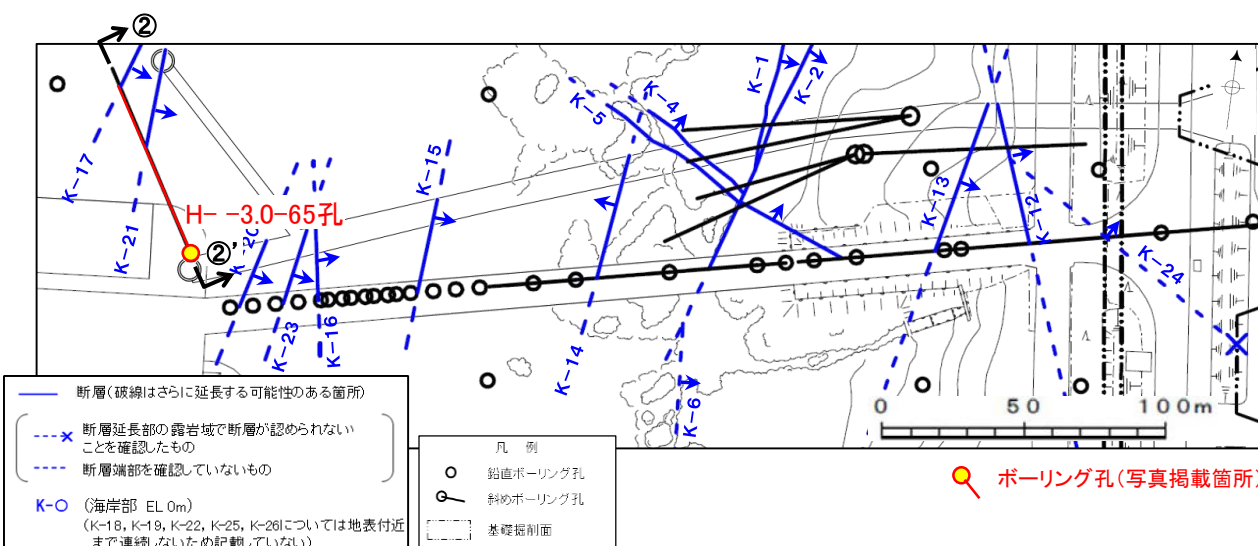 ②
K-17
K-21
H- -3.0-65孔
②'
K-20
K-23
K-16
K-15
K-5
K-4
K-1
K-2
K-14
K-6
K-13
K-12
K-24
0 50 100m
断層(破線はさらに延長する可能性のある箇所)
断層延長部の露岩域で断層が認められない
ことを確認したもの
断層端部を確認していないもの
K-○ (海岸部 EL 0m)
(K-18, K-19, K-22, K-25, K-26については地表付近
まで連続しないため記載していない)
凡 例
鉛直ボーリング孔
斜めボーリング孔
基礎掘削面
ボーリング孔(写真掲載箇所)